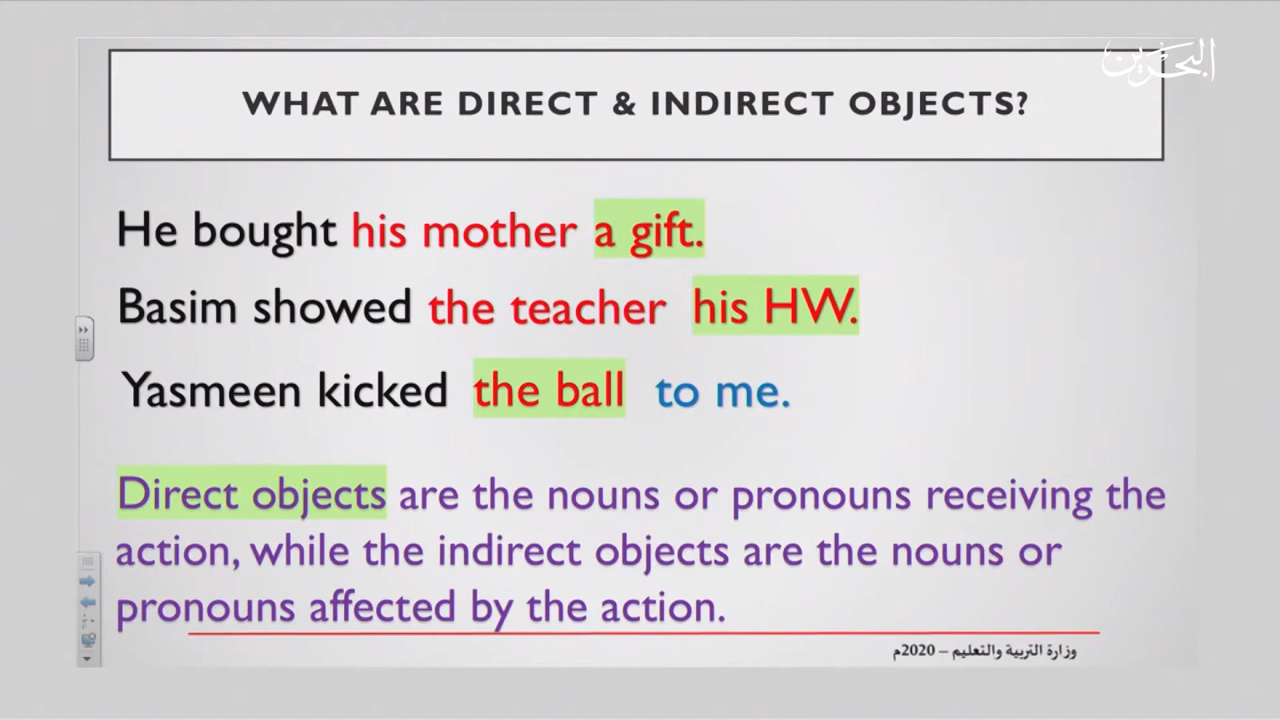 البحرين
WHAT ARE DIRECT & INDIRECT OBJECTS?
He bought his mother a gift.
Basim showed the teacher his HW.
Yasmeen kicked the ball to me.
Direct objects are the nouns or pronouns receiving the
action, while the indirect objects are the nouns or
pronouns affected by the action.
وزارة التربية والتعليم – 2020م